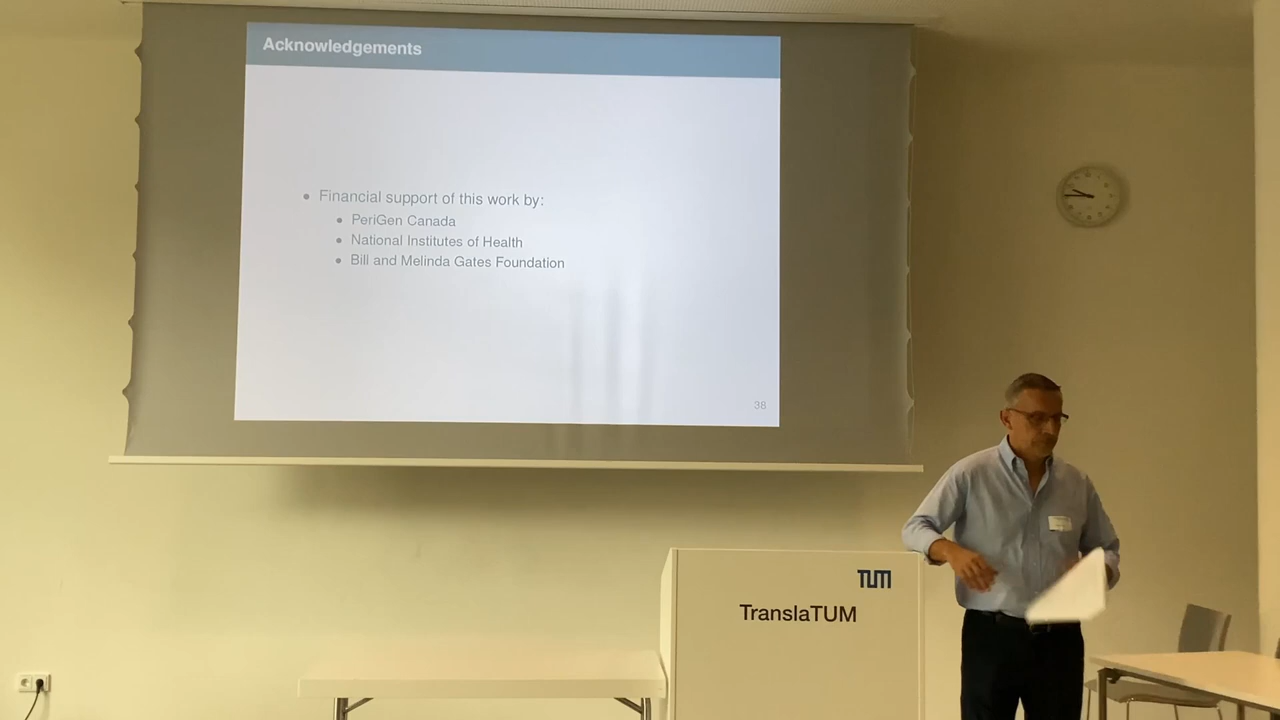 Acknowledgements
Financial support of this work by:
PeriGen Canada
National Institutes of Health
Bill and Melinda Gates Foundation
38
TUM
TranslaTUM